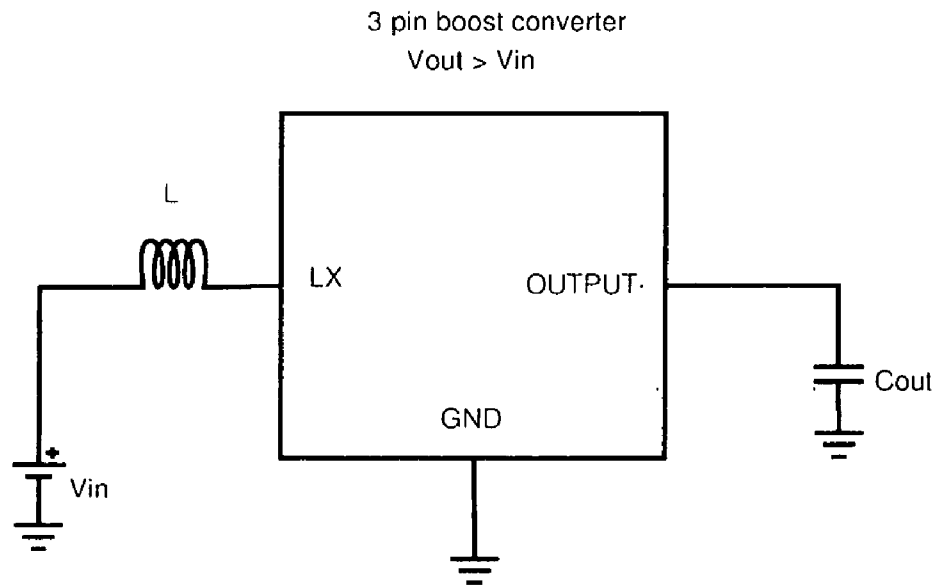 3 pin boost converter
Vout > Vin
L
LX
OUTPUT
GND
Cout
+
Vin